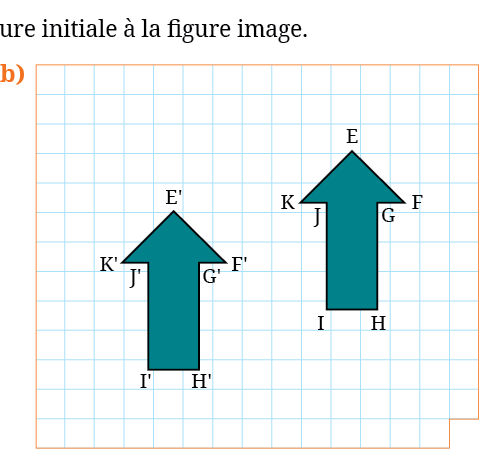 ure initiale à la figure image.
b)
E
K
F
J
G
I
H
E'
K'
F'
J'
G'
I'
H'